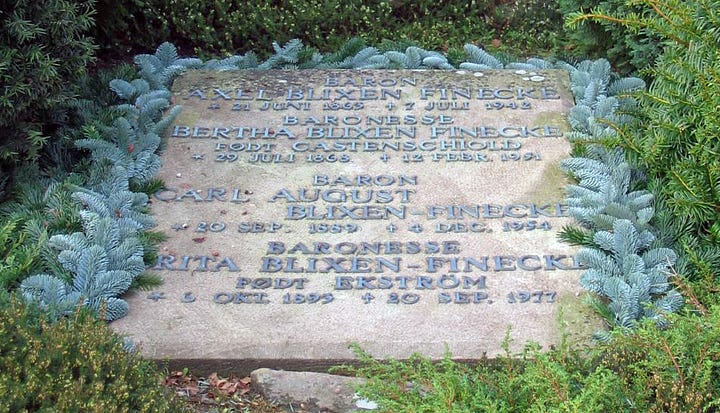 BARON
AXEL BLIXEN FINECKE
* 21 JUNI 1863 ✝ 7 JULI 1942
BARONESSE
BERTHA BLIXEN FINECKE
FØDT CASTENSCHIOLD
* 29 JULI 1868 ✝ 12 FEBR. 1951
BARON
CARL AUGUST
BLIXEN-FINECKE
* 20 SEP. 1889 ✝ 4 DEC. 1954
BARONESSE
RITA BLIXEN-FINECKE
FØDT EKSTRÖM
* 6 OKT. 1895 ✝ 20 SEP. 1977